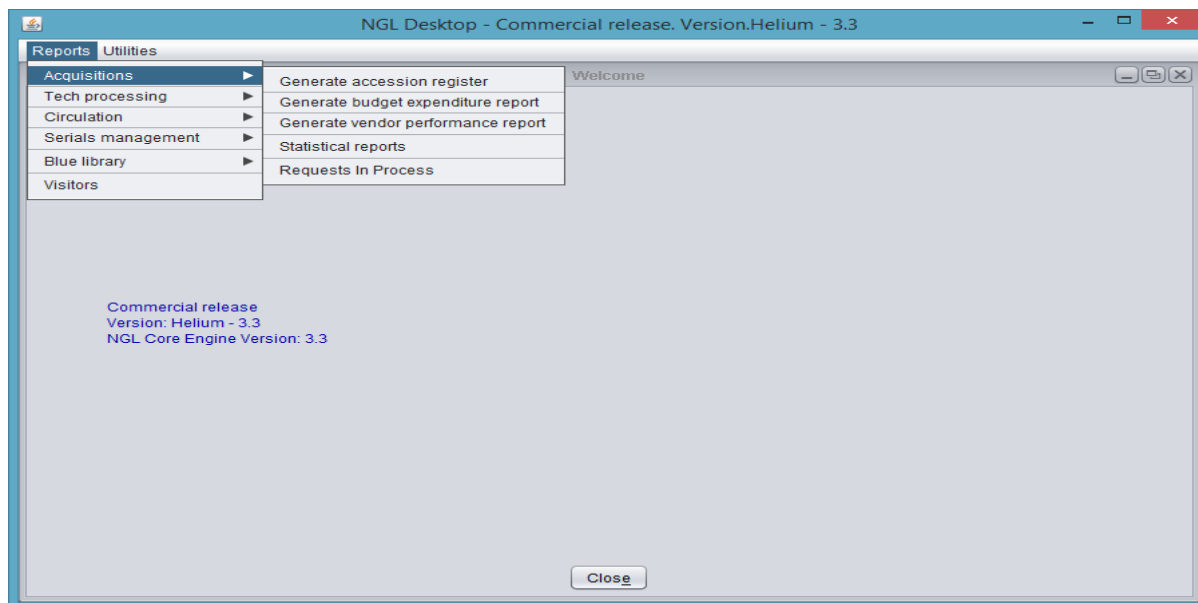 NGL Desktop - Commercial release. Version.Helium - 3.3
Reports Utilities
Welcome
Acquisitions
Tech processing
Circulation
Serials management
Blue library
Visitors
Generate accession register
Generate budget expenditure report
Generate vendor performance report
Statistical reports
Requests In Process
Commercial release
Version: Helium - 3.3
NGL Core Engine Version: 3.3
Close